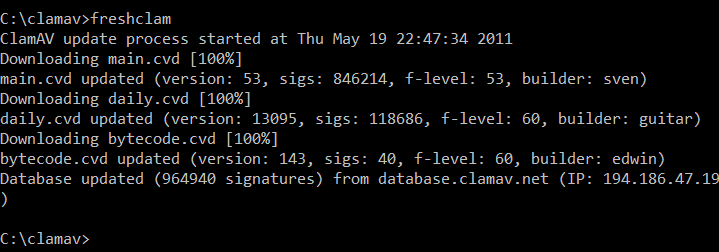 C:\clamav>freshclam
ClamAV update process started at Thu May 19 22:47:34 2011
Downloading main.cvd [100%]
main.cvd updated (version: 53, sigs: 846214, f-level: 53, builder: sven)
Downloading daily.cvd [100%]
daily.cvd updated (version: 13095, sigs: 118686, f-level: 60, builder: guitar)
Downloading bytecode.cvd [100%]
bytecode.cvd updated (version: 143, sigs: 40, f-level: 60, builder: edwin)
Database updated (964940 signatures) from database.clamav.net (IP: 194.186.47.19
)
C:\clamav>